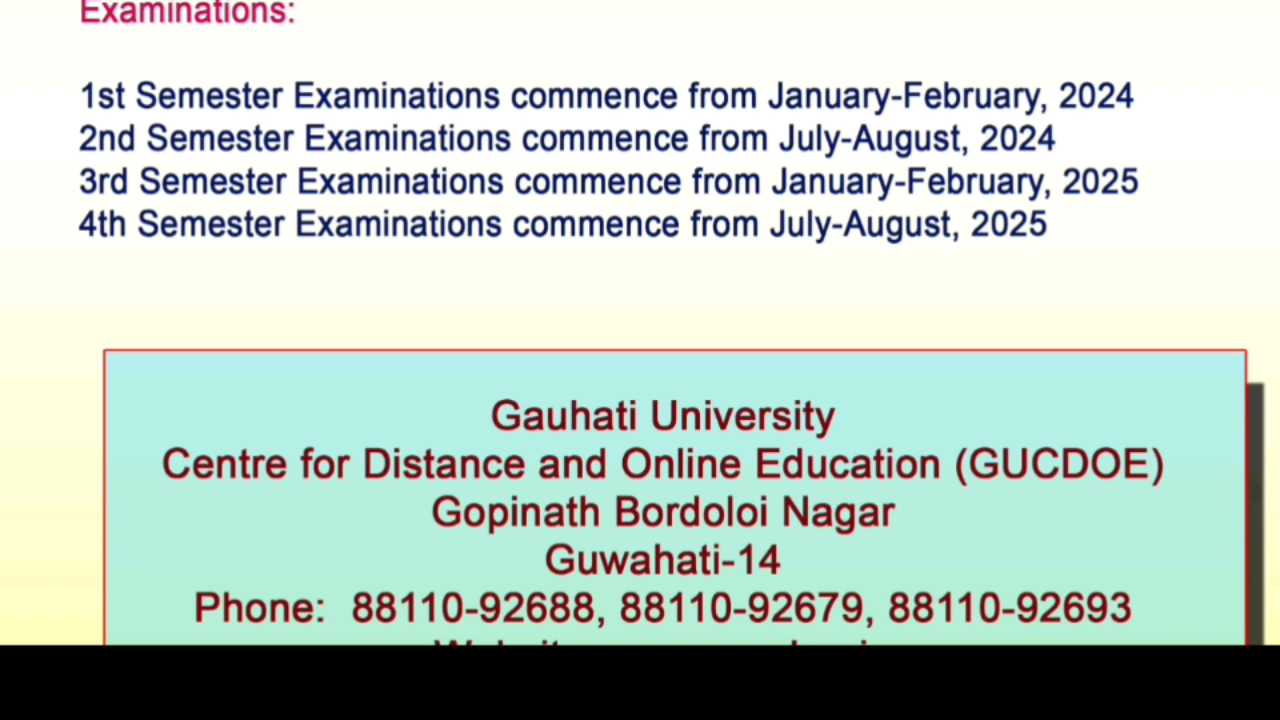 Examinations:
1st Semester Examinations commence from January-February, 2024
2nd Semester Examinations commence from July-August, 2024
3rd Semester Examinations commence from January-February, 2025
4th Semester Examinations commence from July-August, 2025
Gauhati University
Centre for Distance and Online Education (GUCDOE)
Gopinath Bordoloi Nagar
Guwahati-14
Phone: 88110-92688, 88110-92679, 88110-92693